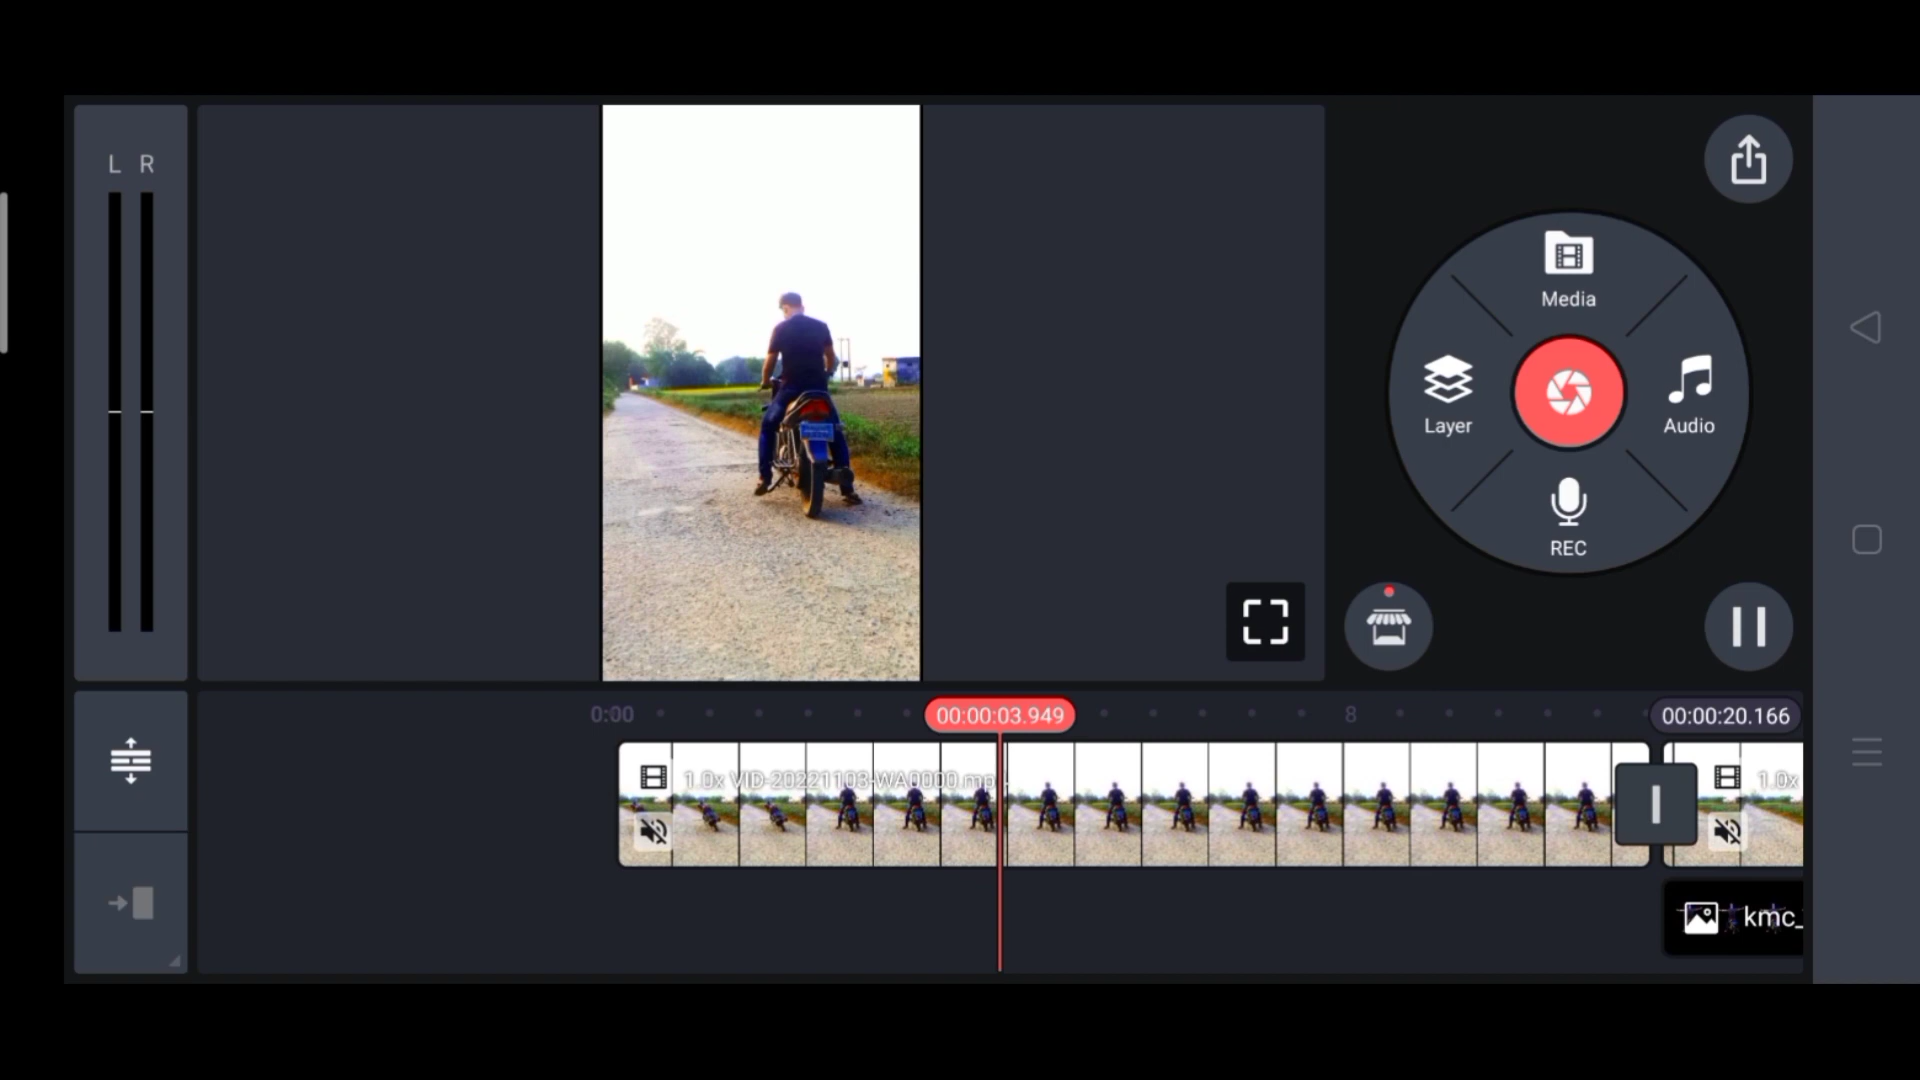 L R
Media
Layer
Audio
REC
0:00
00:00:03.949
8
00:00:20.166
1.0x VID-20221103-WA0000.mp
1.0x
kmc_